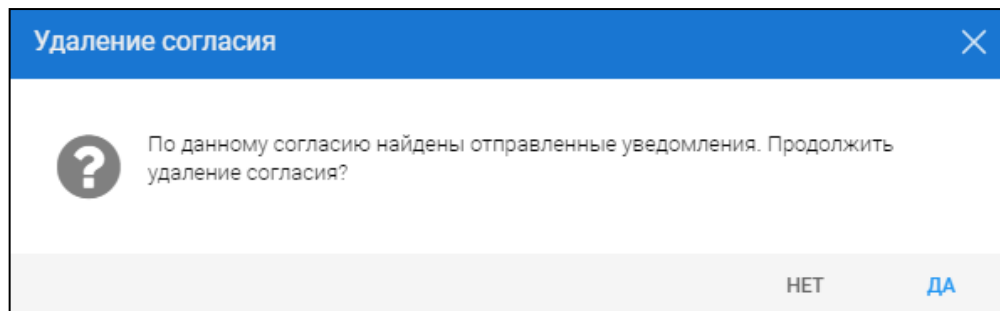 Удаление согласия
По данному согласию найдены отправленные уведомления. Продолжить
удаление согласия?
НЕТ ДА